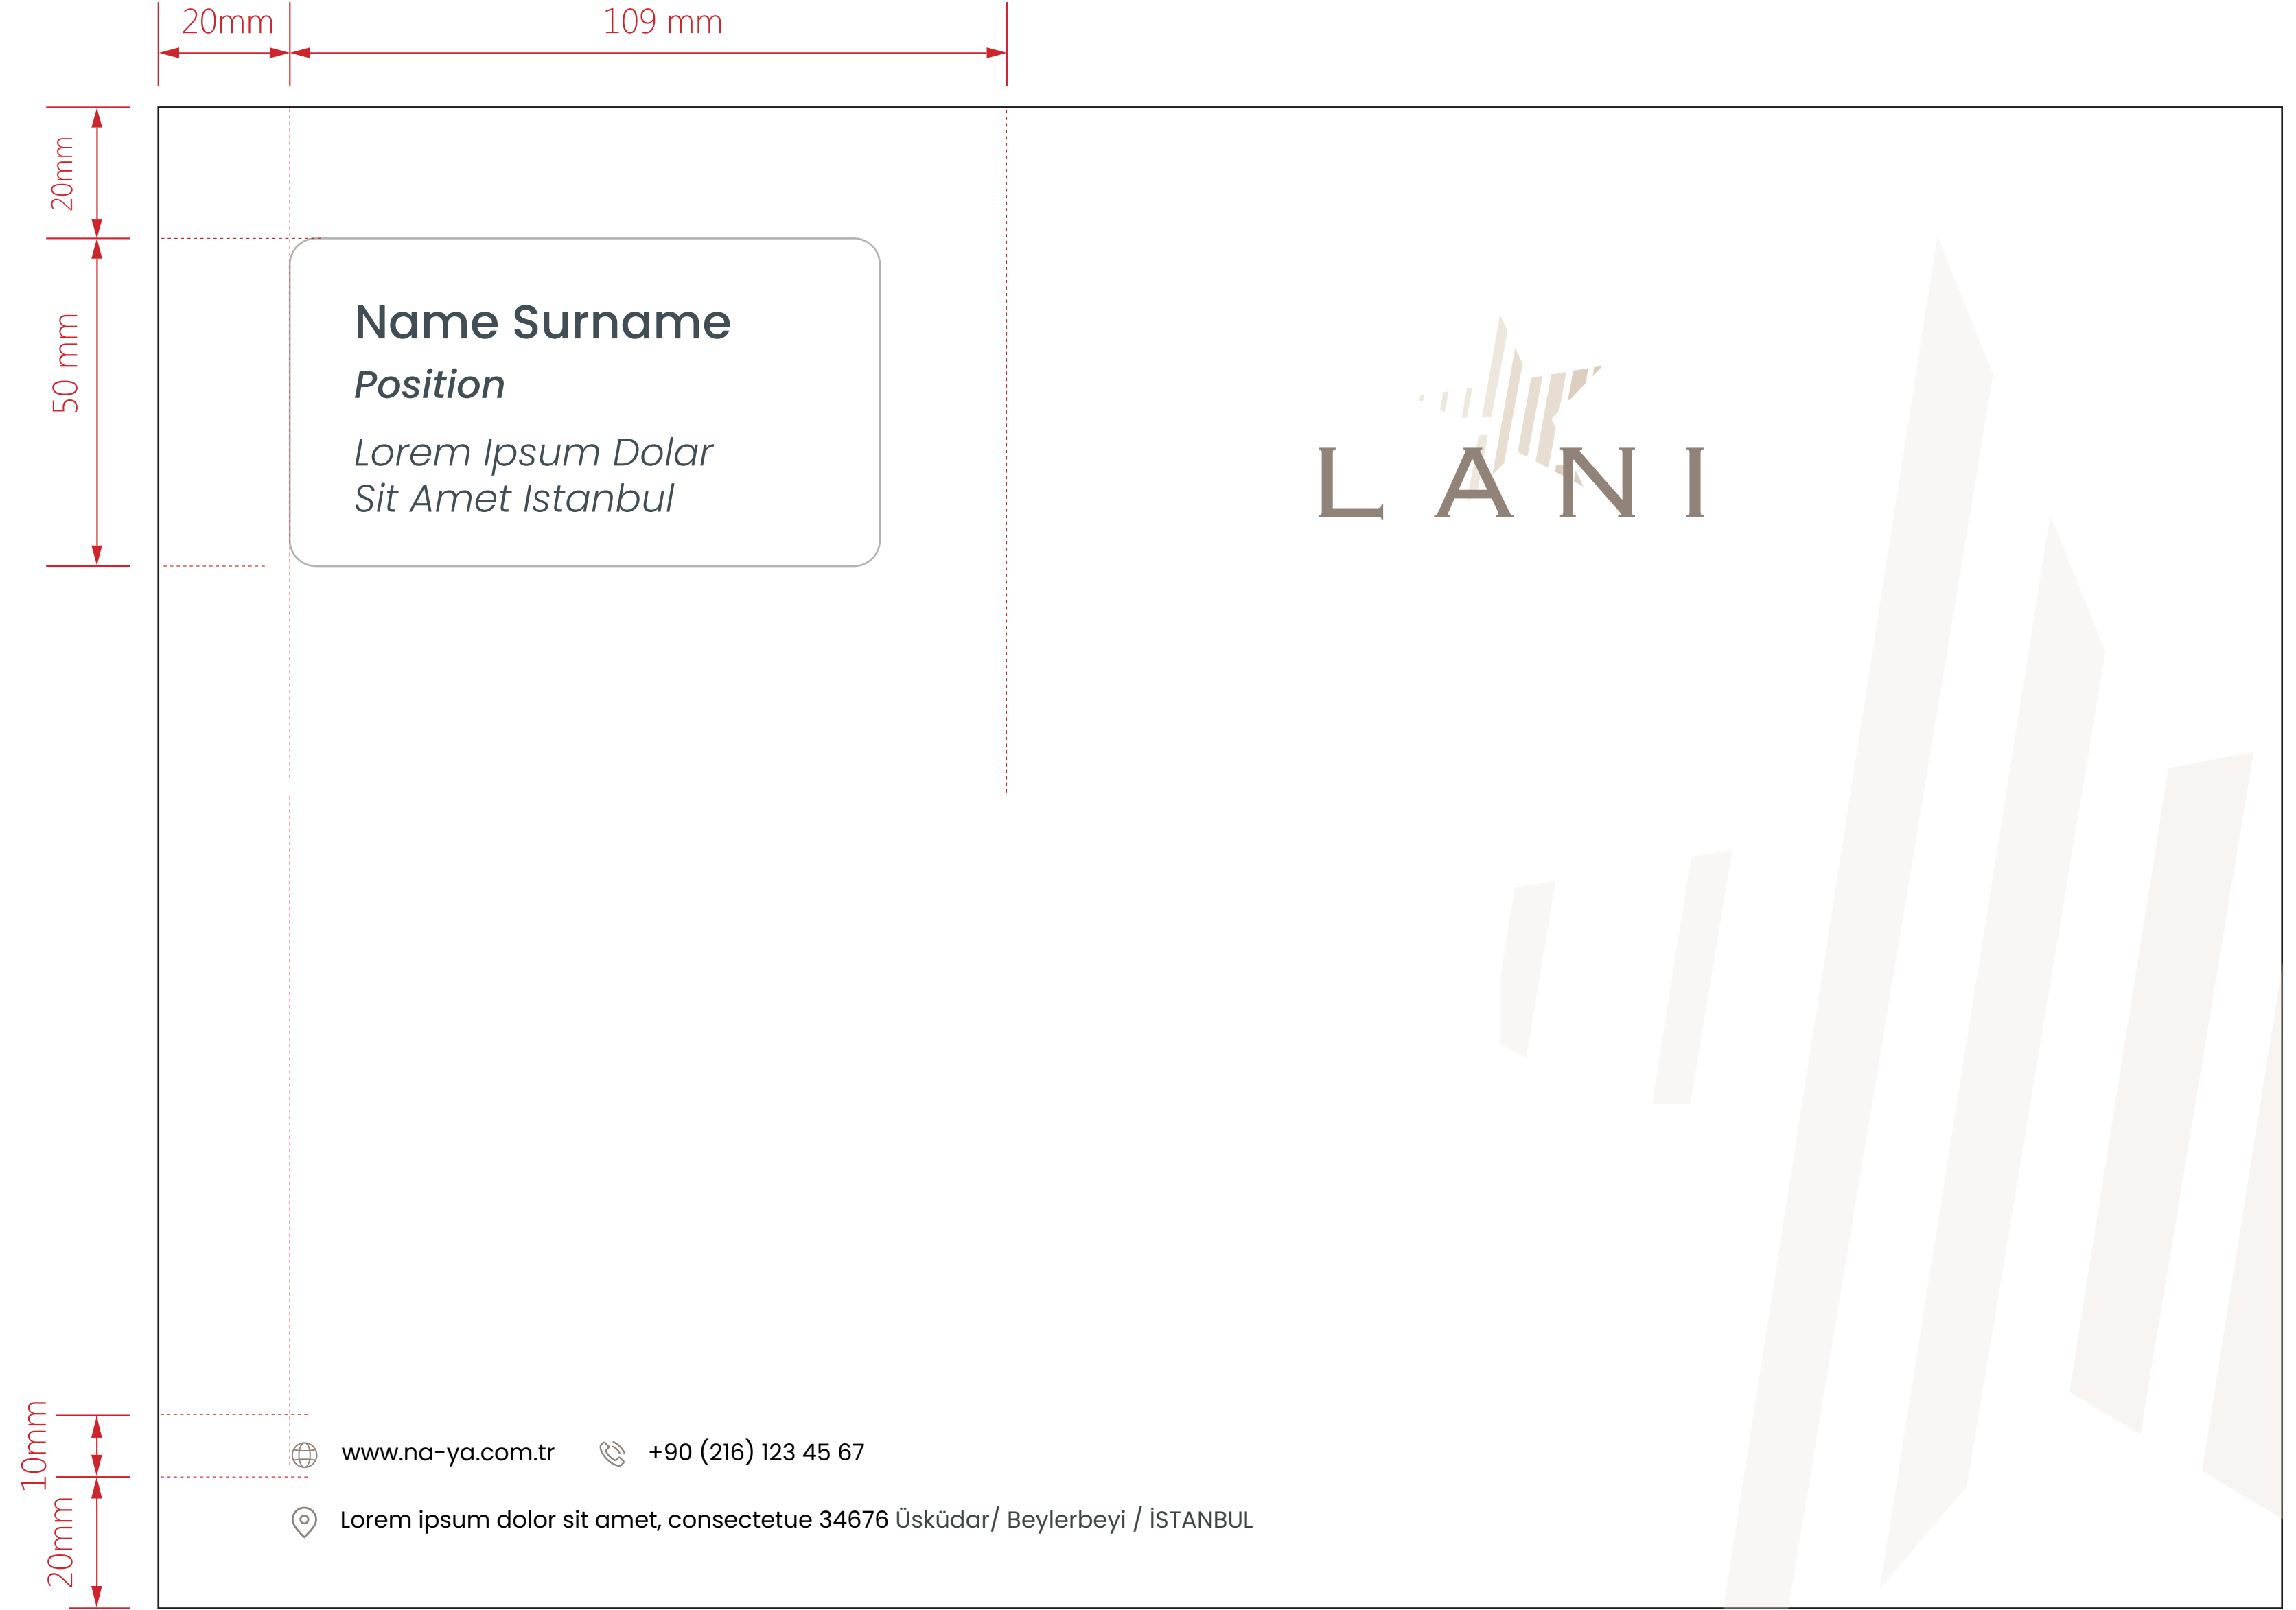 20mm
109 mm
20mm
50 mm
Name Surname
Position
Lorem Ipsum Dolar
Sit Amet Istanbul
LANI
10mm
www.na-ya.com.tr
+90 (216) 123 45 67
20mm
Lorem ipsum dolor sit amet, consectetue 34676 Üsküdar/ Beylerbeyi / İSTANBUL